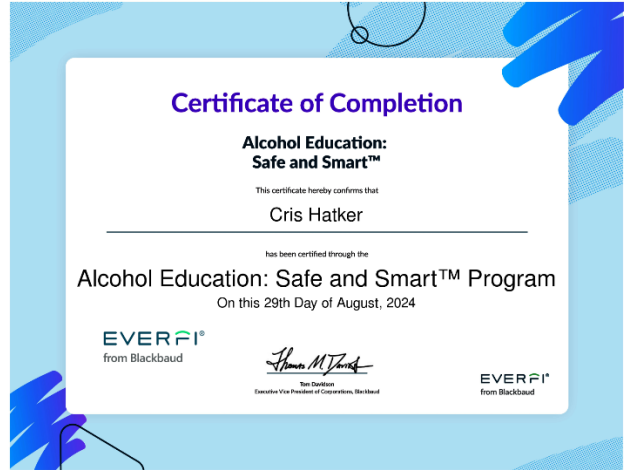 Certificate of Completion
Alcohol Education:
Safe and Smart™
This certificate hereby confirms that
Cris Hatker
has been certified through the
Alcohol Education: Safe and Smart™ Program
On this 29th Day of August, 2024
EVERFI®
from Blackbaud
Thomas M Davidson
Tom Davidson
Executive Vice President of Corporations, Blackbaud
EVERFI®
from Blackbaud